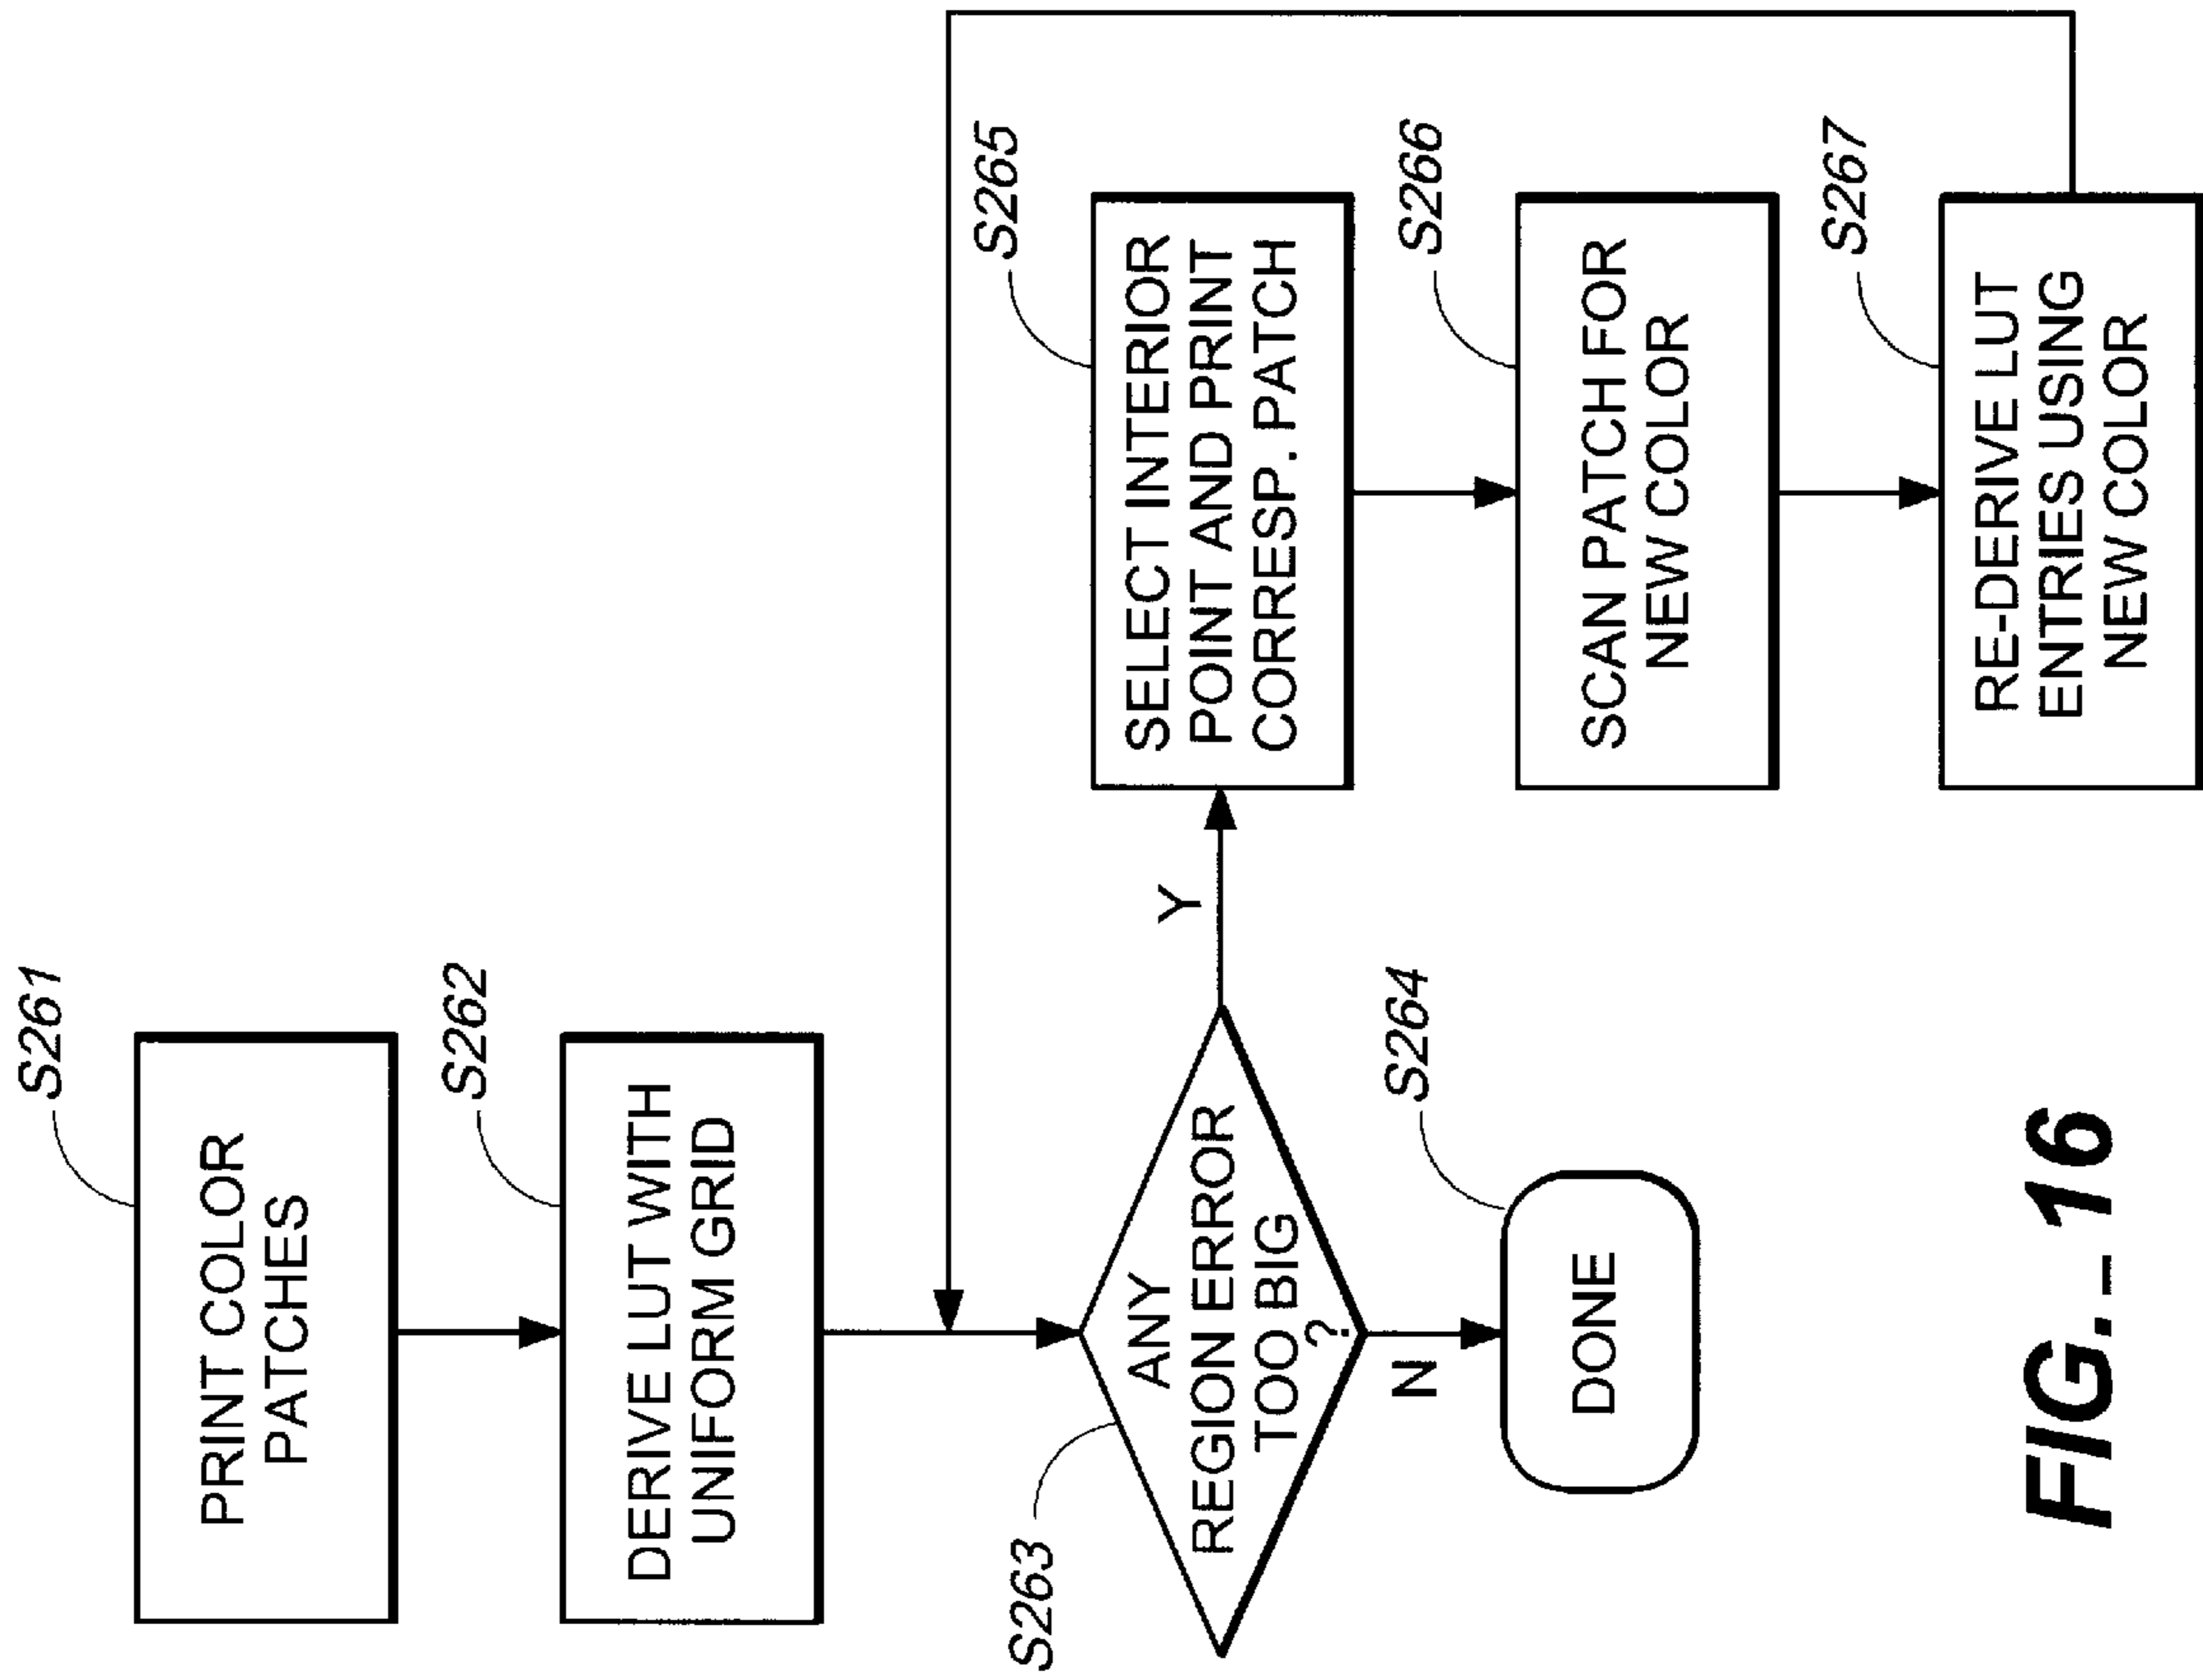 S261
PRINT COLOR
PATCHES
S262
DERIVE LUT WITH
UNIFORM GRID
S263
ANY
REGION ERROR
TOO BIG
?
Y
N
S264
DONE
S265
SELECT INTERIOR
POINT AND PRINT
CORRESP. PATCH
S266
SCAN PATCH FOR
NEW COLOR
S267
RE-DERIVE LUT
ENTRIES USING
NEW COLOR
FIG._16